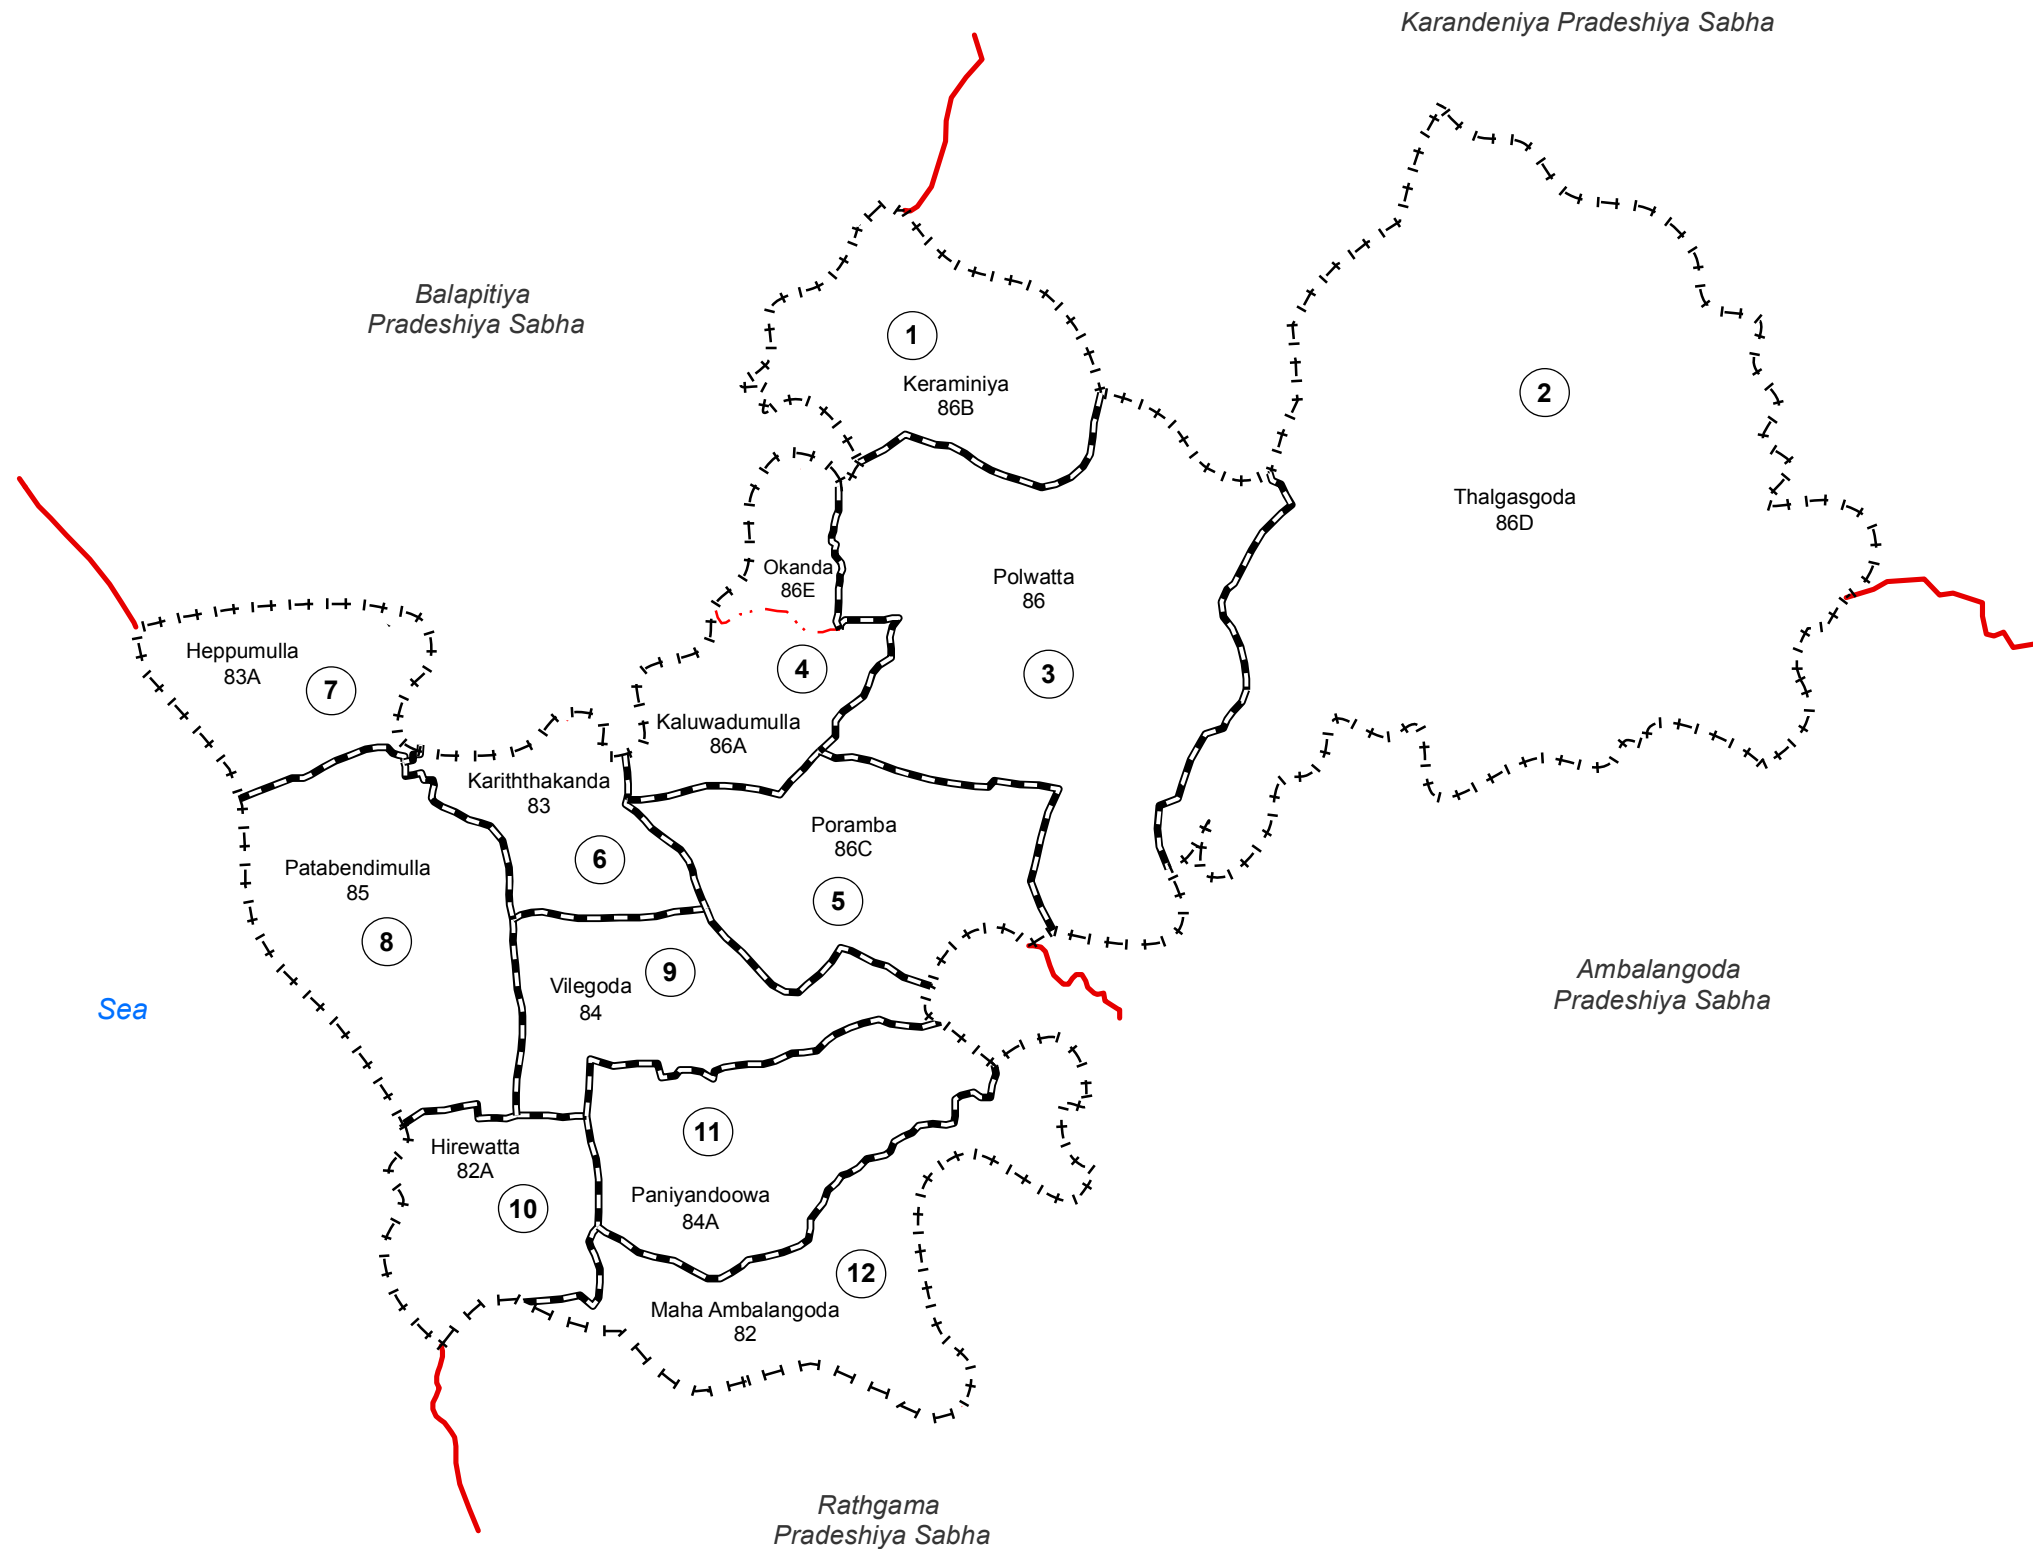 Karandeniya Pradeshiya Sabha
Balapitiya
Pradeshiya Sabha
1
Keraminiya
86B
2
Thalgasgoda
86D
Okanda
86E
Polwatta
86
3
Heppumulla
83A
7
4
Kaluwadumulla
86A
Kariththakanda
83
6
Poramba
86C
5
Patabendimulla
85
8
9
Vilegoda
84
Sea
Ambalangoda
Pradeshiya Sabha
Hirewatta
82A
10
11
Paniyandoowa
84A
12
Maha Ambalangoda
82
Rathgama
Pradeshiya Sabha